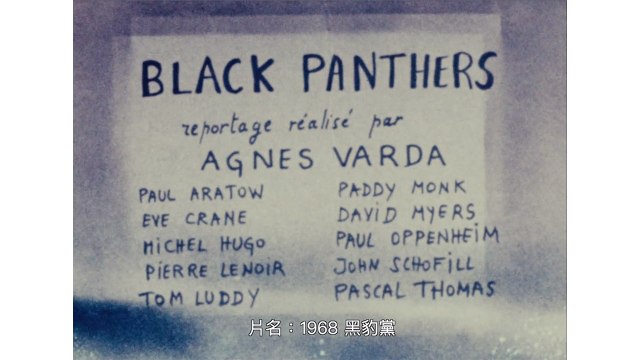 BLACK PANTHERS
reportage réalisé par
AGNES VARDA
PAUL ARATOW
EVE CRANE
MiCHEL HUGO
PiERRE LENOIR
TOM LUDDY
PADDY MONK
DAViD MYERS
PAUL OPPENHEiM
JOHN SCHOFiLL
PASCAL THOMAS
片名：1968 黑豹黨